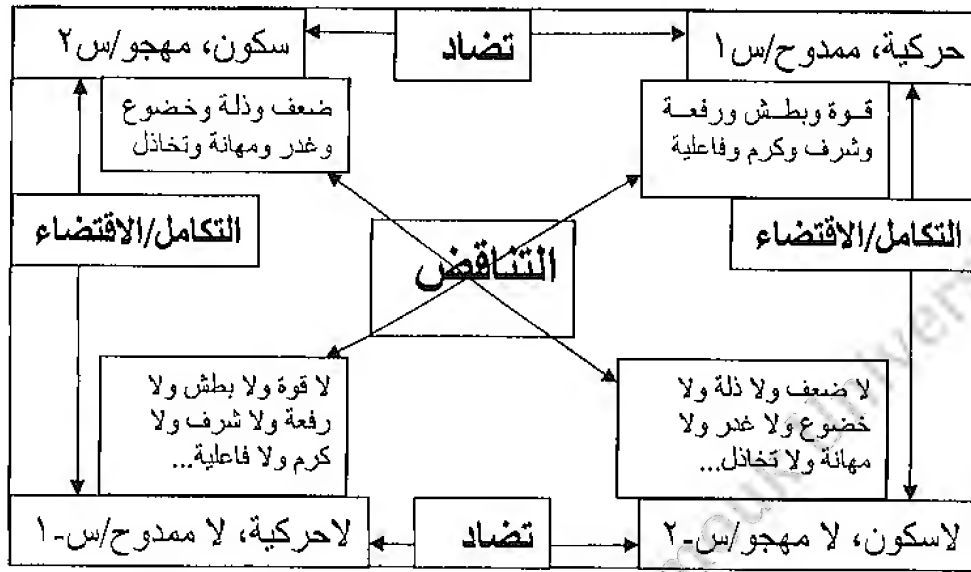 حركية، ممدوح/س١
تضاد
سكون، مهجو/س٢
قوة وبطش ورفعة
وشرف وكرم وفاعلية
ضعف وذلة وخضوع
وغدر ومهانة وتخاذل
التكامل/الاقتضاء
التناقض
التكامل/الاقتضاء
لا ضعف ولا ذلة ولا
خضوع ولا غدر ولا
مهانة ولا تخاذل...
لا قوة ولا بطش ولا
رفعة ولا شرف ولا
كرم ولا فاعلية...
لاسكون، لا مهجو/س-٢
تضاد
لاحركية، لا ممدوح/س-١